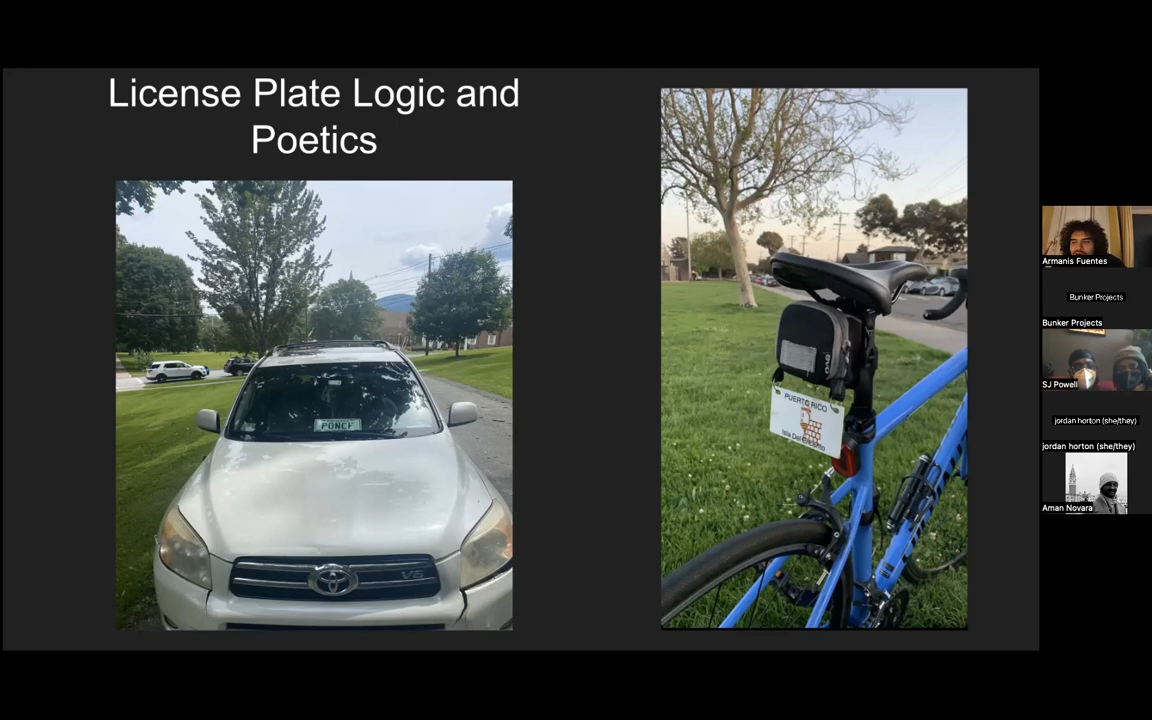 License Plate Logic and
Poetics
PONCE
V6
PUERTO RICO
Isla Del Encanto
EVO
Armanis Fuentes
Bunker Projects
Bunker Projects
SJ Powell
jordan horton (she/they)
jordan horton (she/they)
Aman Novara